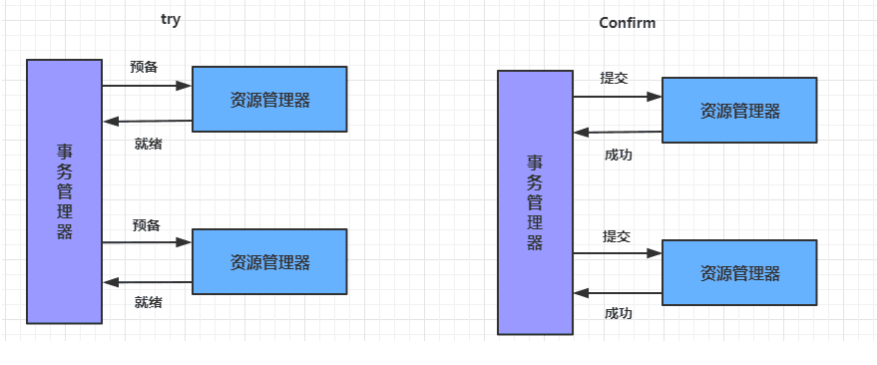 try
预备
资源管理器
就绪
事务管理器
预备
资源管理器
就绪
Confirm
提交
资源管理器
成功
事务管理器
提交
资源管理器
成功